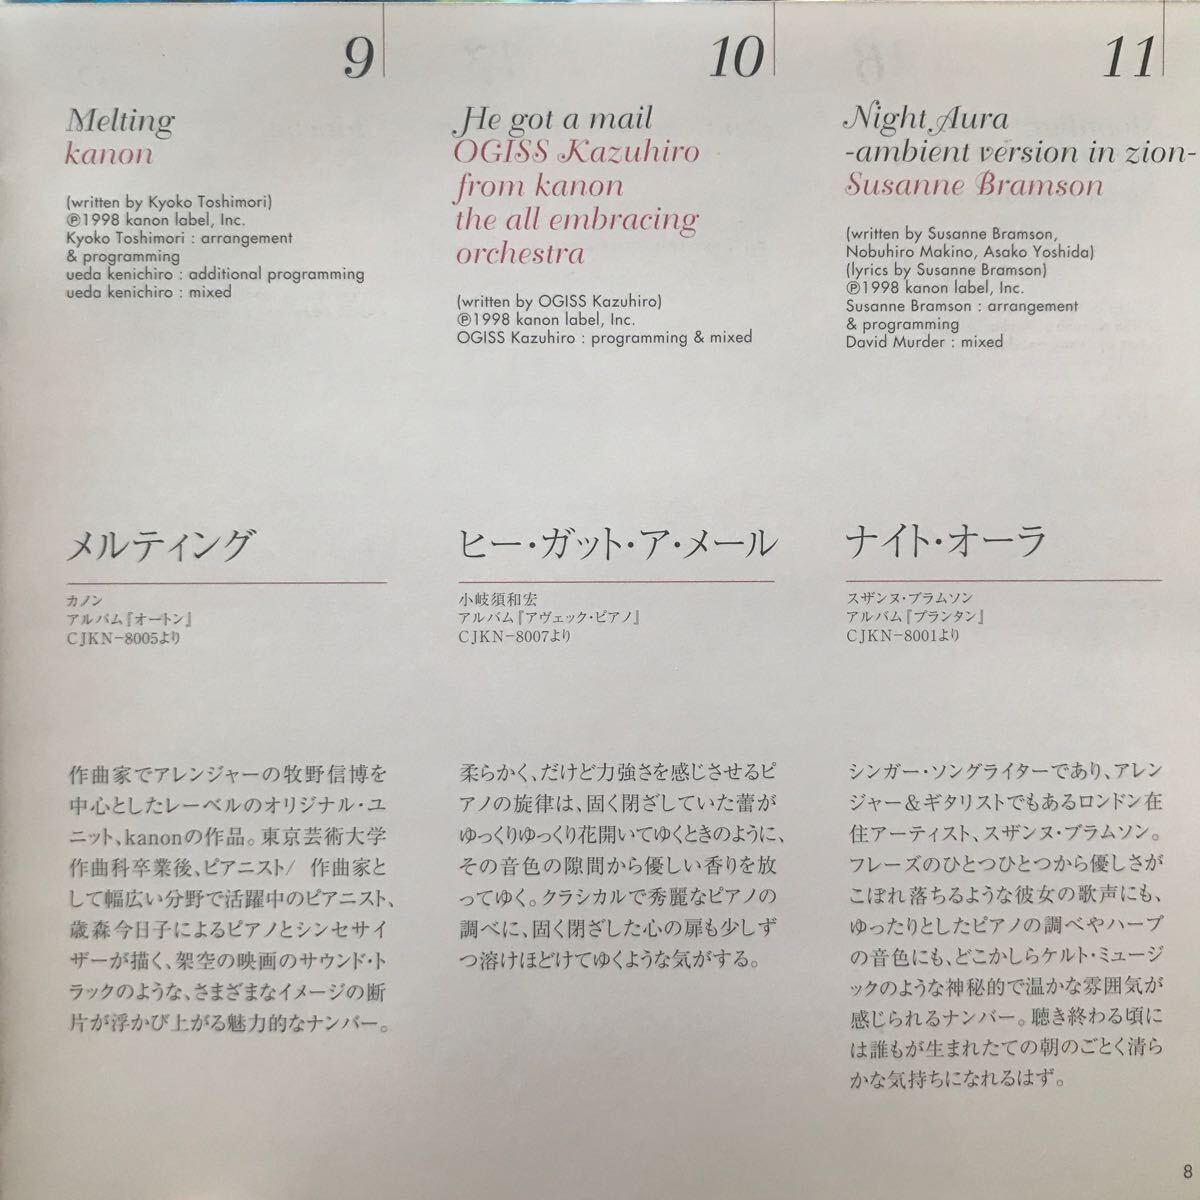 9
Melting
kanon
(written by Kyoko Toshimori)
℗1998 kanon label, Inc.
Kyoko Toshimori : arrangement
& programming
ueda kenichiro : additional programming
ueda kenichiro : mixed
メルティング
カノン
アルバム『オートン』
CJKN-8005より
作曲家でアレンジャーの牧野信博を
中心としたレーベルのオリジナル・ユ
ニット、kanonの作品。東京芸術大学
作曲科卒業後、ピアニスト/ 作曲家と
して幅広い分野で活躍中のピアニスト、
歳森今日子によるピアノとシンセサイ
ザーが描く、架空の映画のサウンド・ト
ラックのような、さまざまなイメージの断
片が浮かび上がる魅力的なナンバー。
10
He got a mail
OGISS Kazuhiro
from kanon
the all embracing
orchestra
(written by OGISS Kazuhiro)
℗1998 kanon label, Inc.
OGISS Kazuhiro : programming & mixed
ヒー・ガット・ア・メール
小岐須和宏
アルバム『アヴェック・ピアノ』
CJKN-8007より
柔らかく、だけど力強さを感じさせるピ
アノの旋律は、固く閉ざしていた蕾が
ゆっくりゆっくり花開いてゆくときのように、
その音色の隙間から優しい香りを放
ってゆく。クラシカルで秀麗なピアノの
調べに、固く閉ざした心の扉も少しず
つ溶けほどけてゆくような気がする。
11
Night Aura
-ambient version in zion-
Susanne Bramson
(written by Susanne Bramson,
Nobuhiro Makino, Asako Yoshida)
(lyrics by Susanne Bramson)
℗1998 kanon label, Inc.
Susanne Bramson : arrangement
& programming
David Murder : mixed
ナイト・オーラ
スザンヌ・ブラムソン
アルバム『プランタン』
CJKN-8001より
シンガー・ソングライターであり、アレン
ジャー＆ギタリストでもあるロンドン在
住アーティスト、スザンヌ・ブラムソン。
フレーズのひとつひとつから優しさが
こぼれ落ちるような彼女の歌声にも、
ゆったりとしたピアノの調べやハープ
の音色にも、どこかしらケルト・ミュージ
ックのような神秘的で温かな雰囲気が
感じられるナンバー。聴き終わる頃に
は誰もが生まれたての朝のごとく清ら
かな気持ちになれるはず。
8